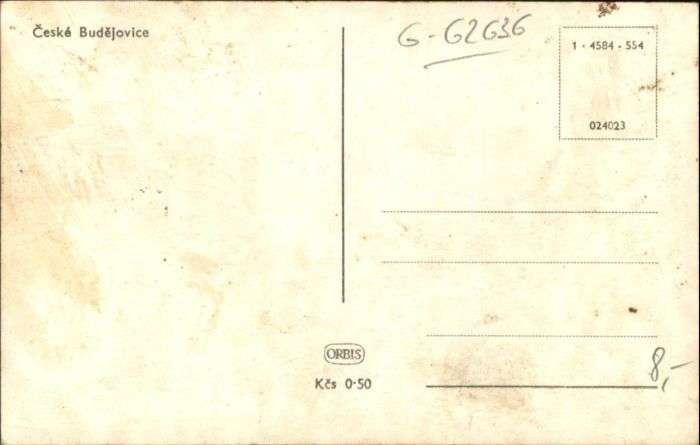 České Budějovice
G-62636
1 - 4584 - 554
024023
ORBIS
Kčs 0·50
8,-